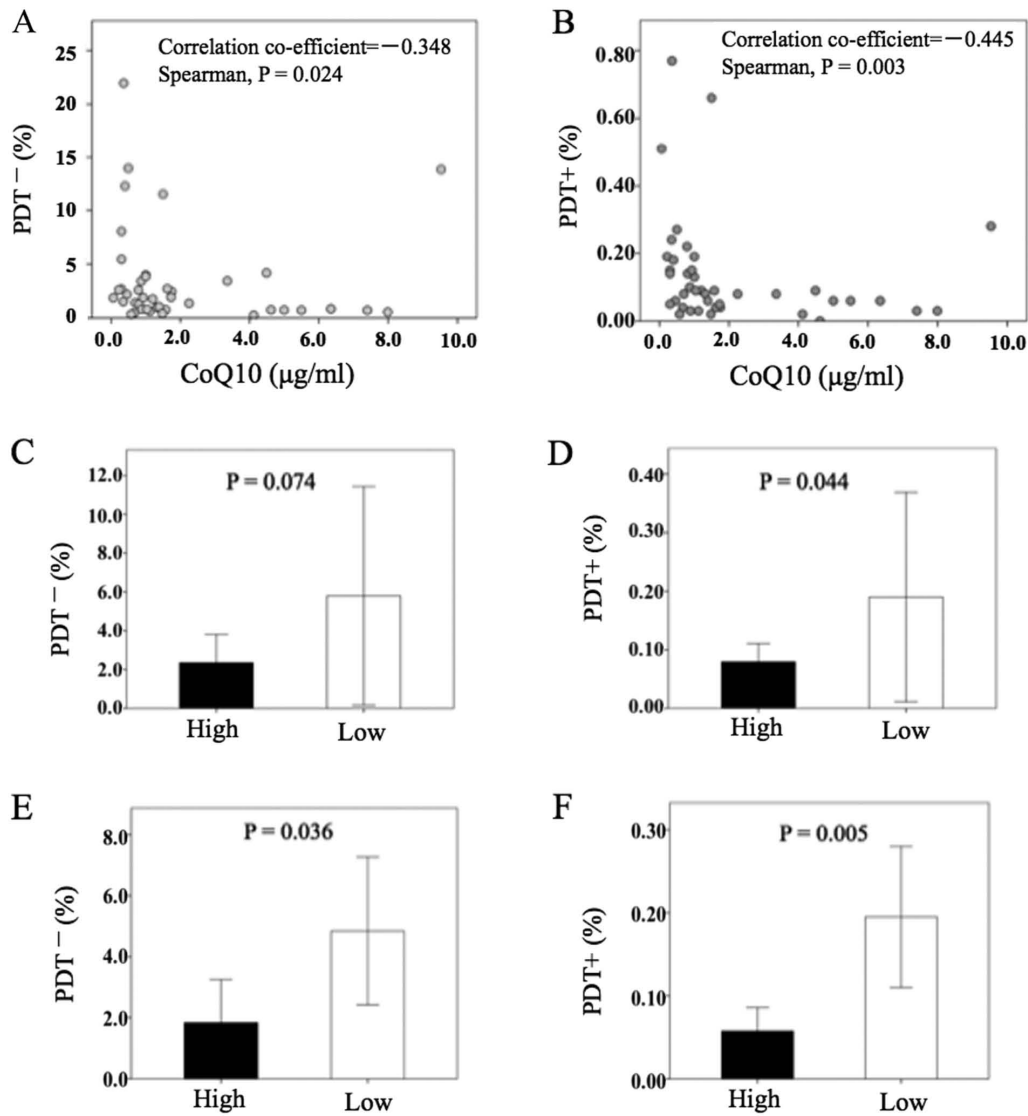 A
Correlation co-efficient=−0.348
Spearman, P = 0.024
25
20
15
10
5
0
PDT − (%)
0.0 2.0 4.0 6.0 8.0 10.0
CoQ10 (μg/ml)
B
Correlation co-efficient=−0.445
Spearman, P = 0.003
0.80
0.60
0.40
0.20
0.00
PDT+ (%)
0.0 2.0 4.0 6.0 8.0 10.0
CoQ10 (μg/ml)
C
P = 0.074
12.0
10.0
8.0
6.0
4.0
2.0
0.0
PDT − (%)
High Low
D
P = 0.044
0.40
0.30
0.20
0.10
0.00
PDT+ (%)
High Low
E
P = 0.036
8.0
6.0
4.0
2.0
0.0
PDT − (%)
High Low
F
P = 0.005
0.30
0.20
0.10
0.00
PDT+ (%)
High Low